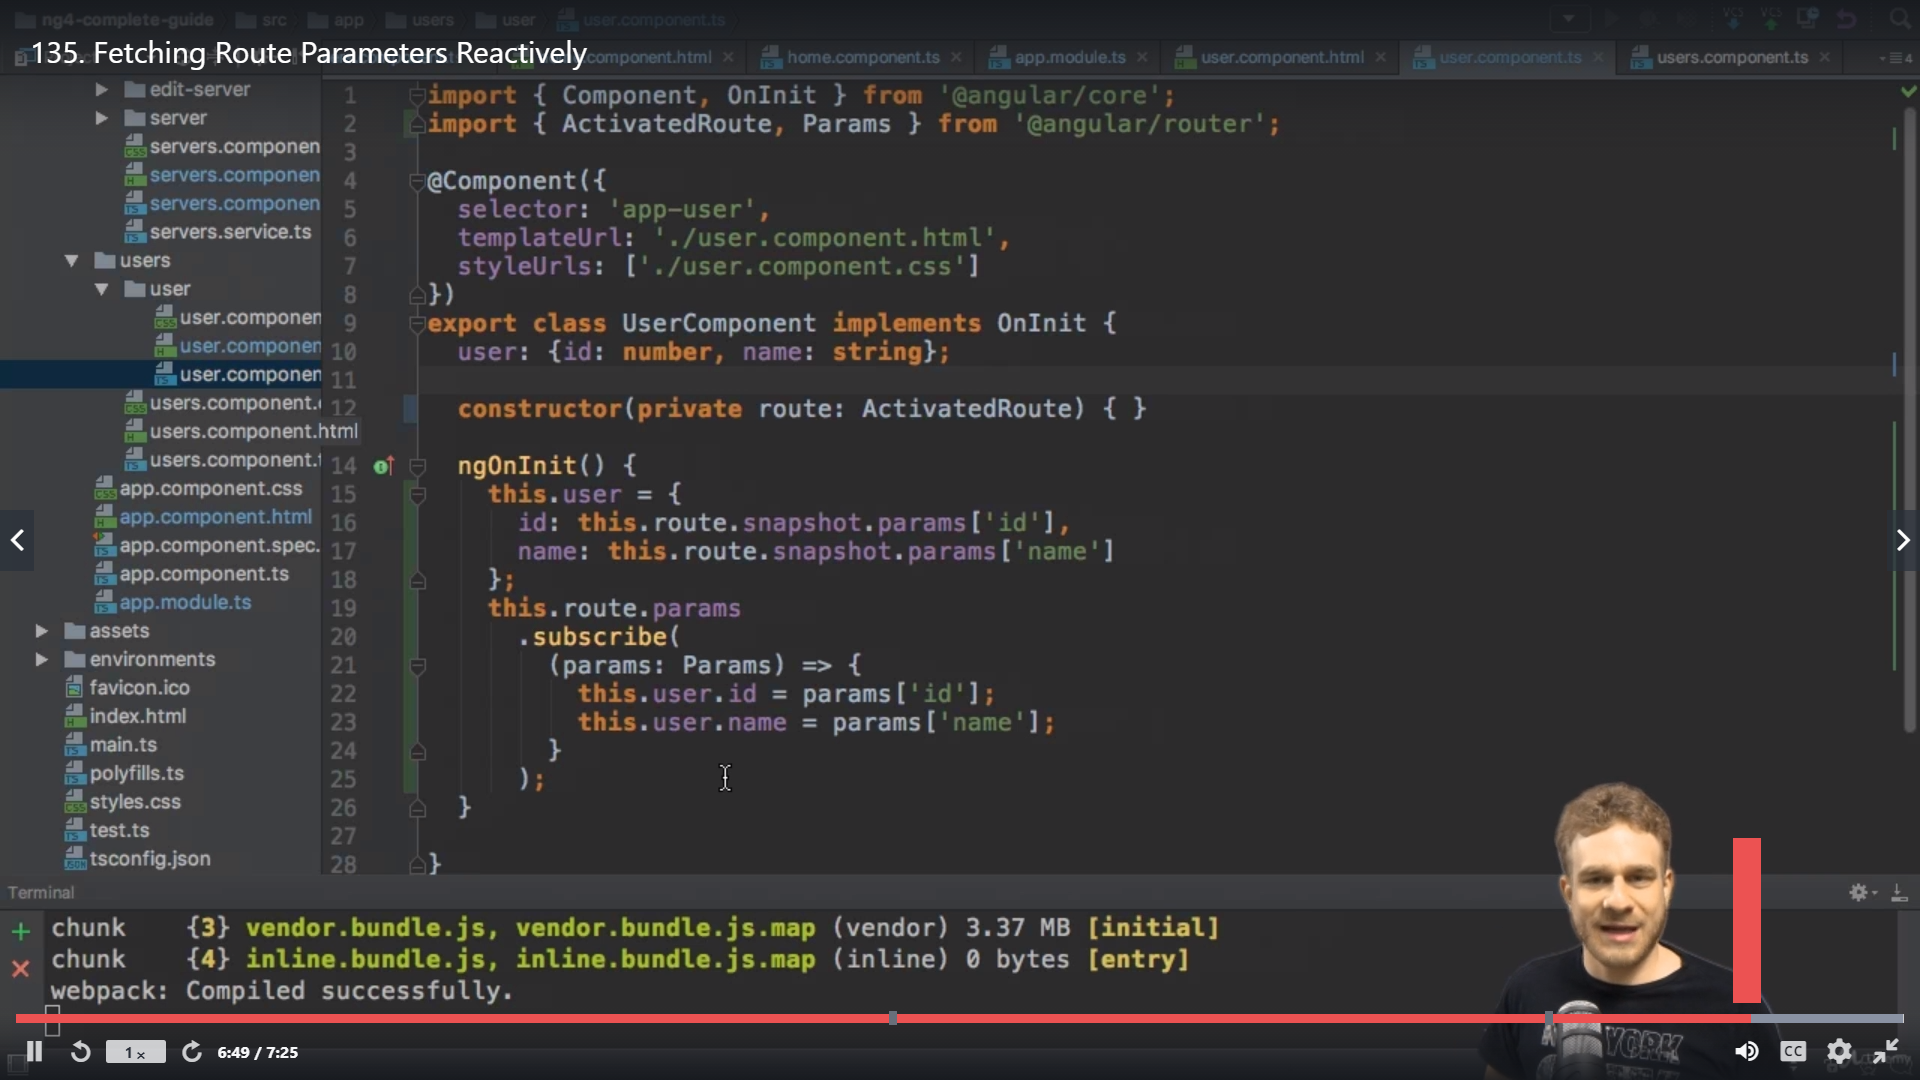 ng4-complete-guide src app users user user.component.ts
135. Fetching Route Parameters Reactively
component.html home.component.ts app.module.ts user.component.html user.component.ts users.component.ts
4
edit-server
server
servers.componen
servers.componen
servers.componen
servers.service.ts
users
user
user.componen
user.componen
user.componen
users.component.
users.component.html
users.component.
app.component.css
app.component.html
app.component.spec.
app.component.ts
app.module.ts
assets
environments
favicon.ico
index.html
main.ts
polyfills.ts
styles.css
test.ts
tsconfig.json
1 import { Component, OnInit } from '@angular/core';
2 import { ActivatedRoute, Params } from '@angular/router';
3
4 @Component({
5 selector: 'app-user',
6 templateUrl: './user.component.html',
7 styleUrls: ['./user.component.css']
8 })
9 export class UserComponent implements OnInit {
10 user: {id: number, name: string};
11
12 constructor(private route: ActivatedRoute) { }
14 ngOnInit() {
15 this.user = {
16 id: this.route.snapshot.params['id'],
17 name: this.route.snapshot.params['name']
18 };
19 this.route.params
20 .subscribe(
21 (params: Params) => {
22 this.user.id = params['id'];
23 this.user.name = params['name'];
24 }
25 );
26 }
27
28 }
Terminal
chunk {3} vendor.bundle.js, vendor.bundle.js.map (vendor) 3.37 MB [initial]
chunk {4} inline.bundle.js, inline.bundle.js.map (inline) 0 bytes [entry]
webpack: Compiled successfully.
YORK
1 x 6:49 / 7:25 CC